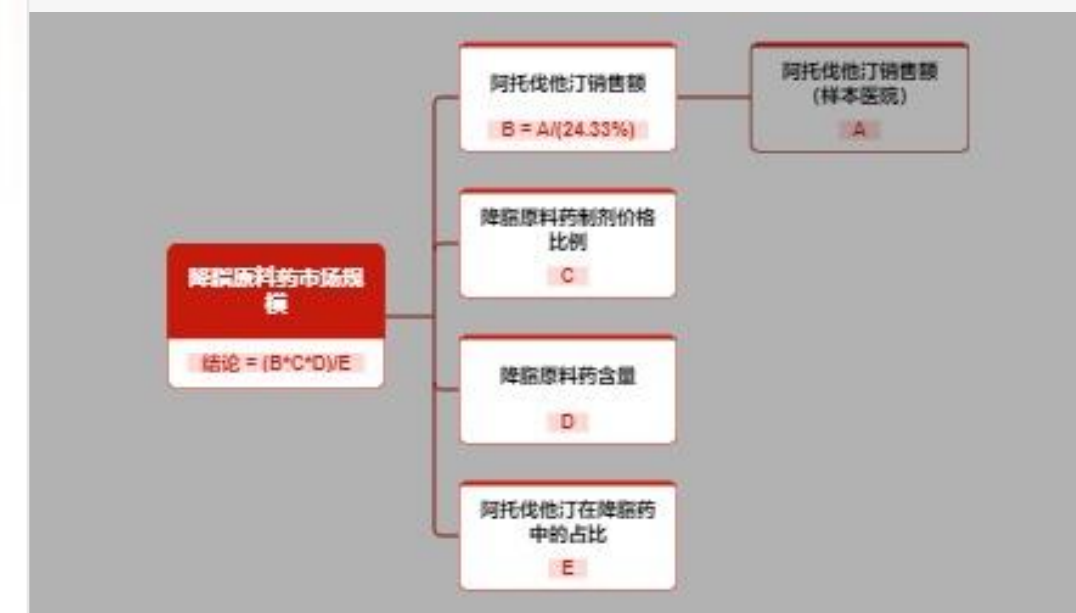 阿托伐他汀销售额
B = A/(24.33%)
阿托伐他汀销售额
(样本医院)
A
降脂原料药制剂价格
比例
C
降脂原料药市场规
模
结论 = (B*C*D)/E
降脂原料药含量
D
阿托伐他汀在降脂药
中的占比
E